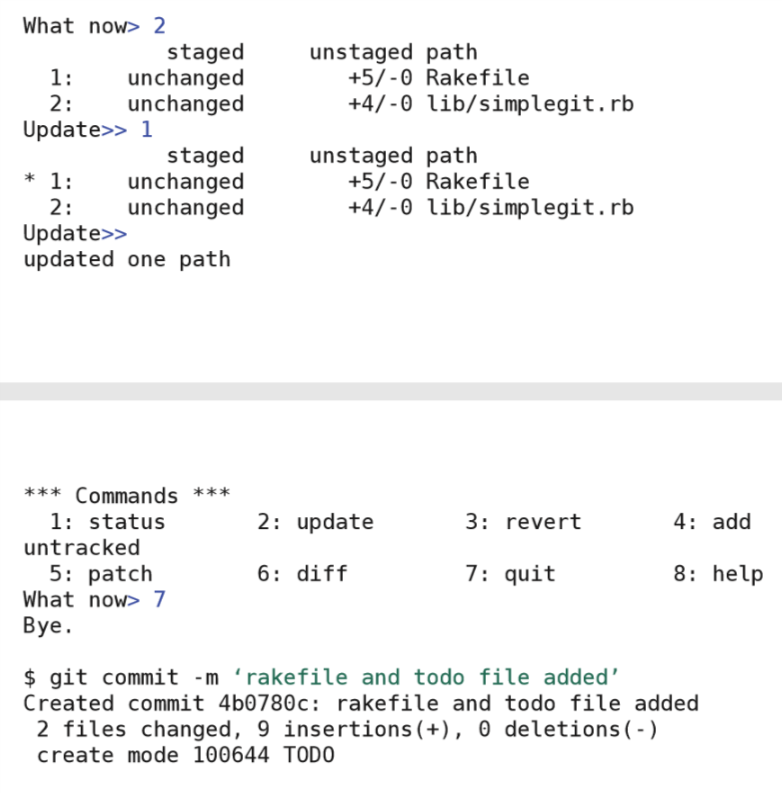 What now> 2
           staged     unstaged path
  1:    unchanged        +5/-0 Rakefile
  2:    unchanged        +4/-0 lib/simplegit.rb
Update>> 1
           staged     unstaged path
* 1:    unchanged        +5/-0 Rakefile
  2:    unchanged        +4/-0 lib/simplegit.rb
Update>>
updated one path
*** Commands ***
  1: status       2: update       3: revert       4: add
untracked
  5: patch        6: diff         7: quit         8: help
What now> 7
Bye.
$ git commit -m ‘rakefile and todo file added’
Created commit 4b0780c: rakefile and todo file added
 2 files changed, 9 insertions(+), 0 deletions(-)
 create mode 100644 TODO